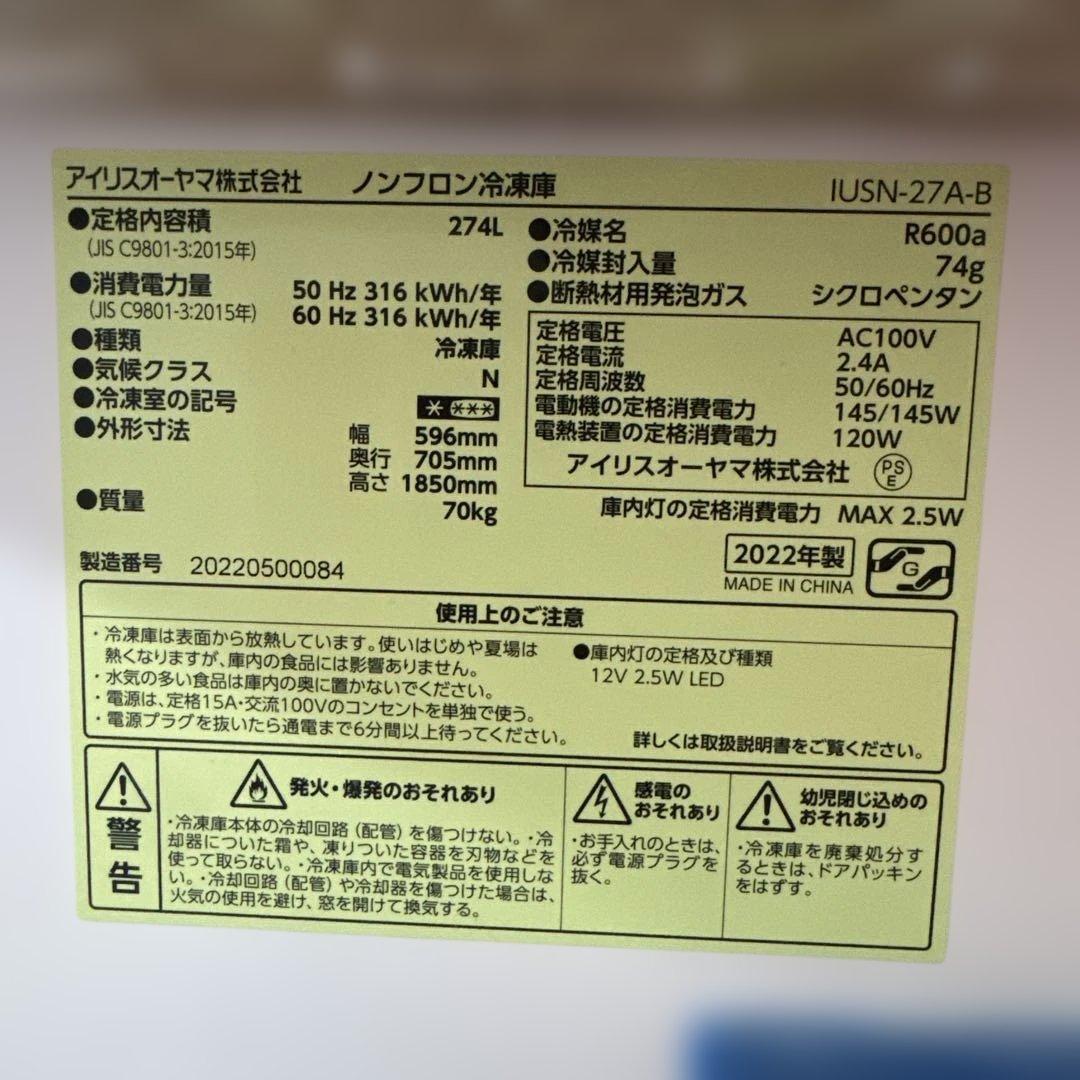 アイリスオーヤマ株式会社 ノンフロン冷凍庫 IUSN-27A-B
●定格内容積 274L
(JIS C9801-3:2015年)
●消費電力量 50 Hz 316 kWh/年
(JIS C9801-3:2015年) 60 Hz 316 kWh/年
●種類 冷凍庫
●気候クラス N
●冷凍室の記号 * ***
●外形寸法 幅 596mm
奥行 705mm
高さ 1850mm
●質量 70kg
●冷媒名 R600a
●冷媒封入量 74g
●断熱材用発泡ガス シクロペンタン
定格電圧 AC100V
定格電流 2.4A
定格周波数 50/60Hz
電動機の定格消費電力 145/145W
電熱装置の定格消費電力 120W
アイリスオーヤマ株式会社 PSE
庫内灯の定格消費電力 MAX 2.5W
製造番号 20220500084
2022年製
MADE IN CHINA
G
使用上のご注意
・冷凍庫は表面から放熱しています。使いはじめや夏場は
熱くなりますが、庫内の食品には影響ありません。
・水気の多い食品は庫内の奥に置かないでください。
・電源は、定格15A・交流100Vのコンセントを単独で使う。
・電源プラグを抜いたら通電まで6分間以上待ってください。
●庫内灯の定格及び種類
12V 2.5W LED
詳しくは取扱説明書をご覧ください。
警告
発火・爆発のおそれあり
・冷凍庫本体の冷却回路（配管）を傷つけない。・冷
却器についた霜や、凍りついた容器を刃物などを
使って取らない。・冷凍庫内で電気製品を使用しな
い。・冷却回路（配管）や冷却器を傷つけた場合は、
火気の使用を避け、窓を開けて換気する。
感電の
おそれあり
・お手入れのときは、
必ず電源プラグを
抜く。
幼児閉じ込めの
おそれあり
・冷凍庫を廃棄処分す
るときは、ドアパッキン
をはずす。